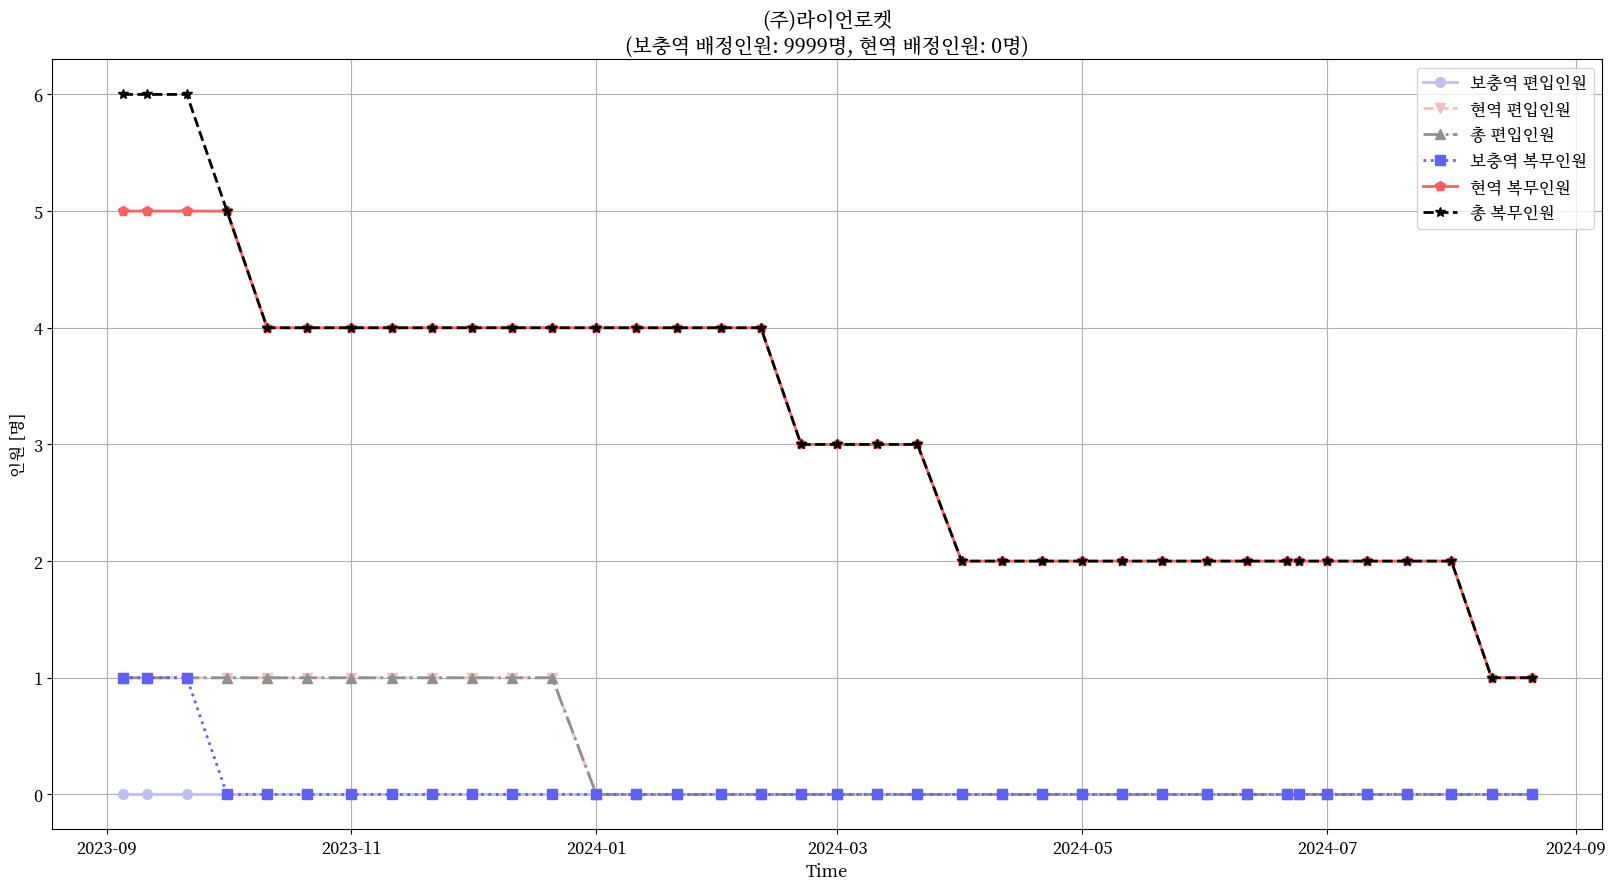 (주)라이언로켓
(보충역 배정인원: 9999명, 현역 배정인원: 0명)
보충역 편입인원
현역 편입인원
총 편입인원
보충역 복무인원
현역 복무인원
총 복무인원
인원 [명]
6
5
4
3
2
1
0
2023-09 2023-11 2024-01 2024-03 2024-05 2024-07 2024-09
Time